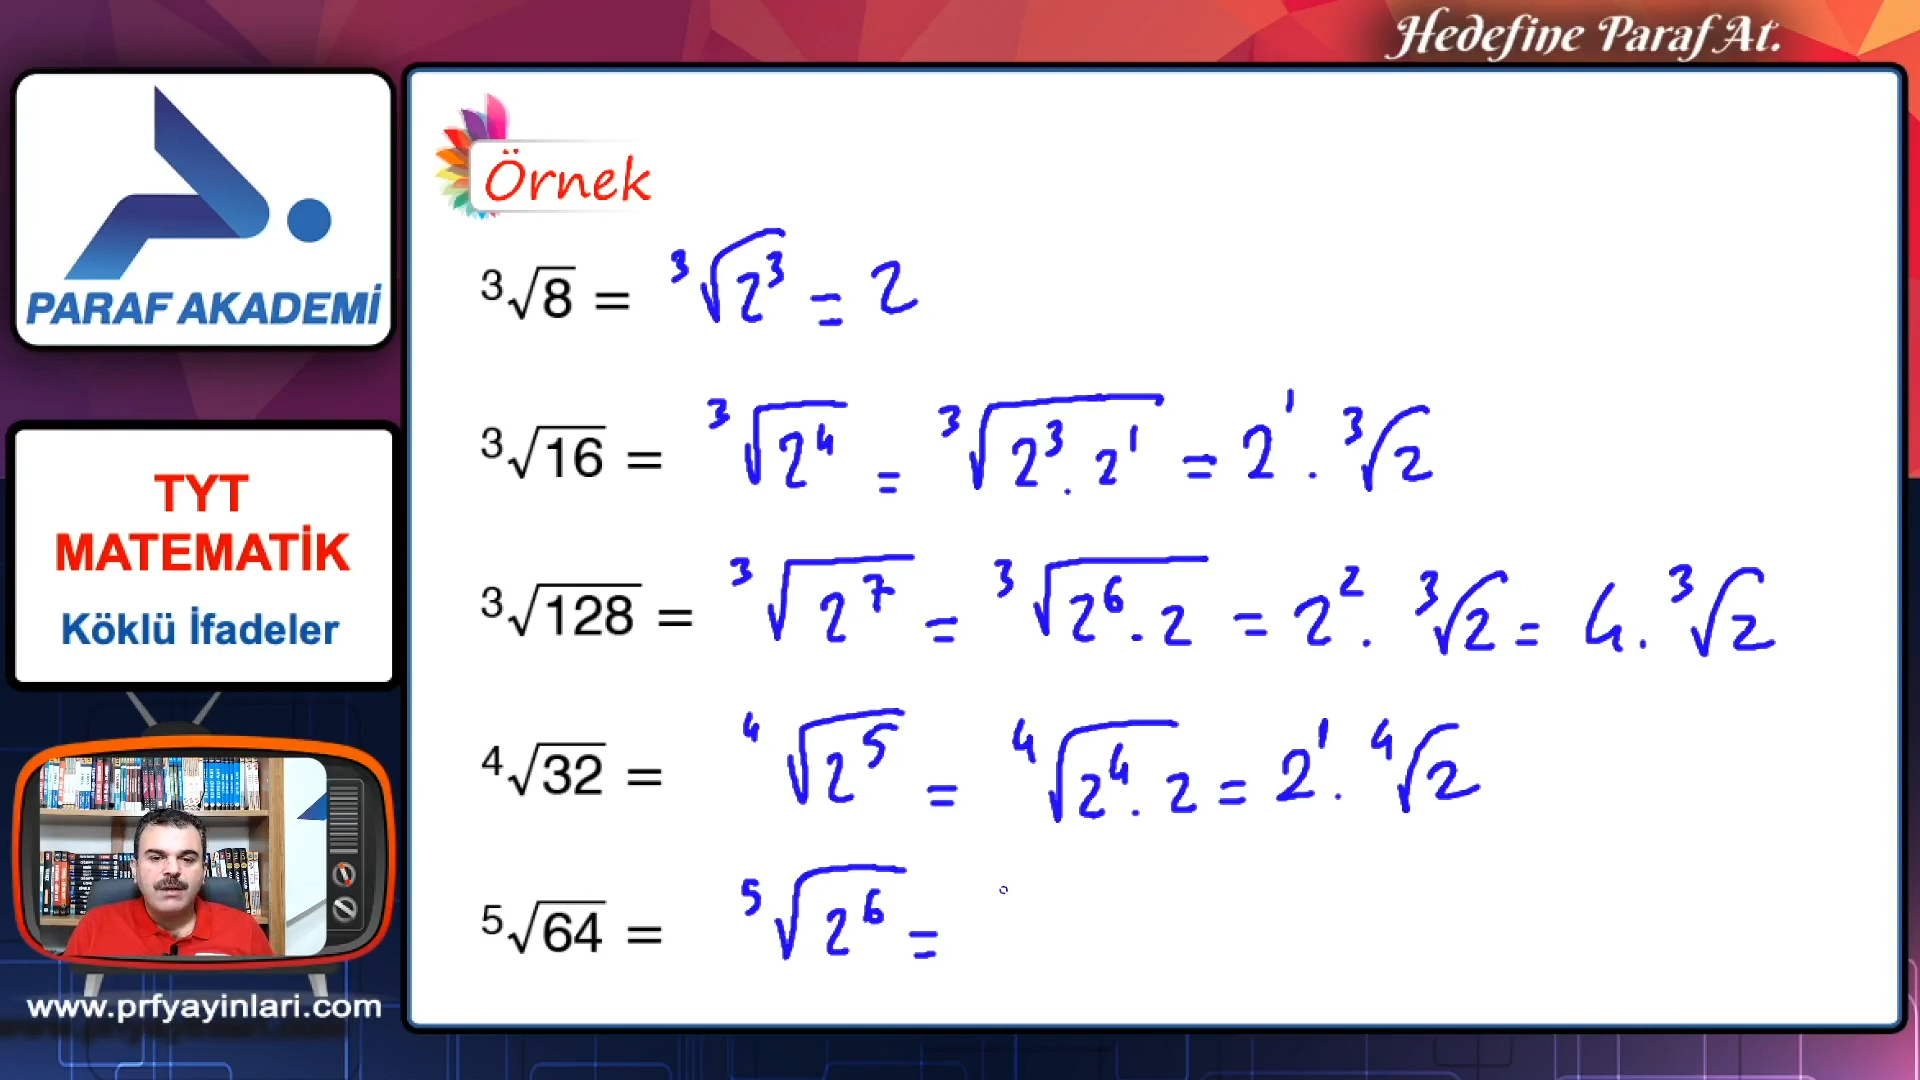 Hedefine Paraf At.
PARAF AKADEMİ
TYT
MATEMATİK
Köklü İfadeler
www.prfyayinlari.com
Örnek
³√8 = ³√2³ = 2
³√16 = ³√2⁴ = ³√2³.2¹ = 2¹.³√2
³√128 = ³√2⁷ = ³√2⁶.2 = 2².³√2 = 4.³√2
⁴√32 = ⁴√2⁵ = ⁴√2⁴.2 = 2¹.⁴√2
⁵√64 = ⁵√2⁶ =